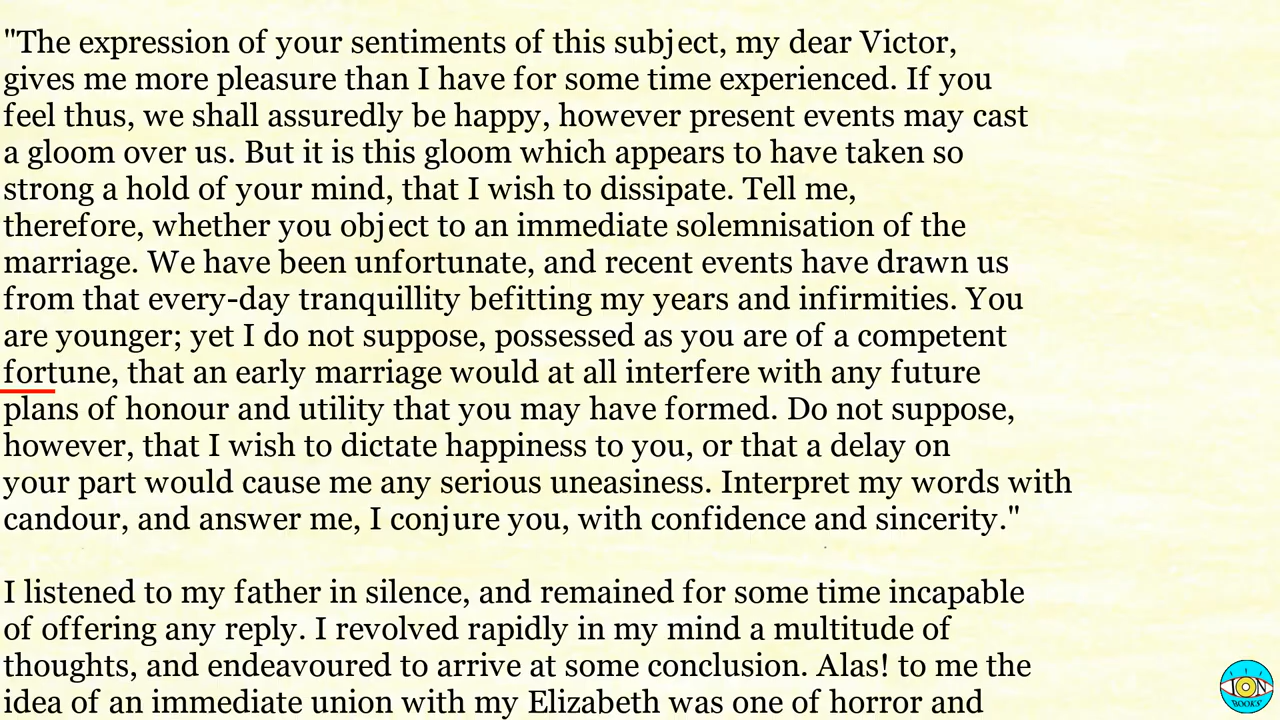 "The expression of your sentiments of this subject, my dear Victor,
gives me more pleasure than I have for some time experienced. If you
feel thus, we shall assuredly be happy, however present events may cast
a gloom over us. But it is this gloom which appears to have taken so
strong a hold of your mind, that I wish to dissipate. Tell me,
therefore, whether you object to an immediate solemnisation of the
marriage. We have been unfortunate, and recent events have drawn us
from that every-day tranquillity befitting my years and infirmities. You
are younger; yet I do not suppose, possessed as you are of a competent
fortune, that an early marriage would at all interfere with any future
plans of honour and utility that you may have formed. Do not suppose,
however, that I wish to dictate happiness to you, or that a delay on
your part would cause me any serious uneasiness. Interpret my words with
candour, and answer me, I conjure you, with confidence and sincerity."
I listened to my father in silence, and remained for some time incapable
of offering any reply. I revolved rapidly in my mind a multitude of
thoughts, and endeavoured to arrive at some conclusion. Alas! to me the
idea of an immediate union with my Elizabeth was one of horror and
ION
BOOKS